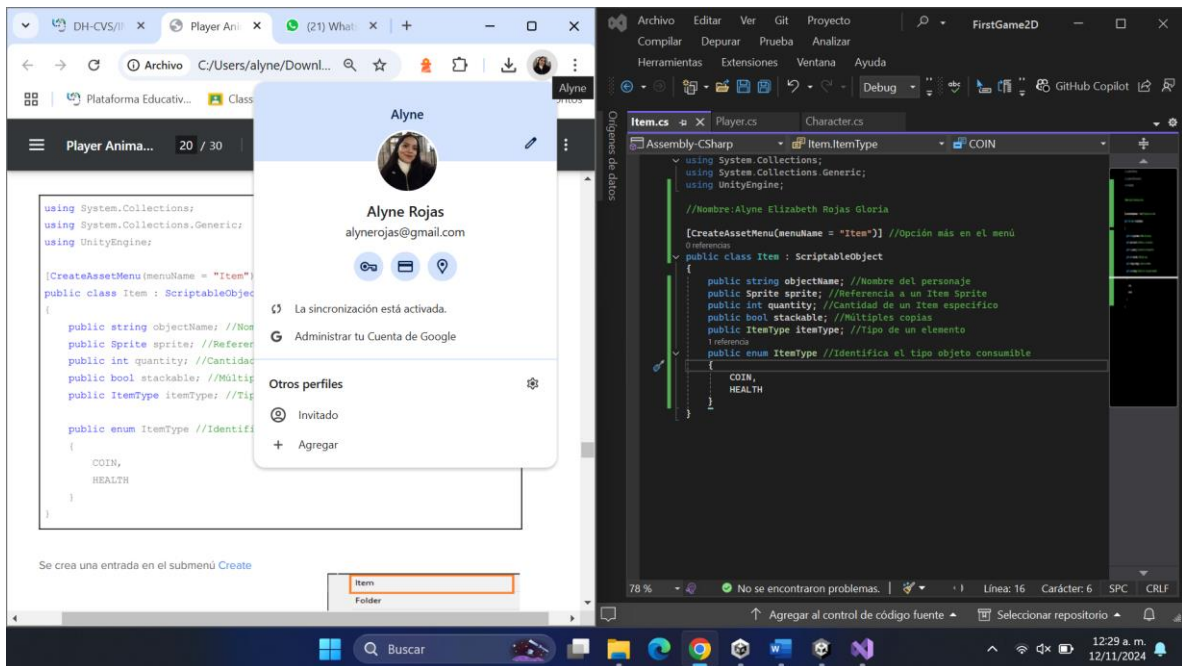 DH-CVS/I
Player Ani
(21) What
Archivo C:/Users/alyne/Downl...
Alyne
Plataforma Educativ...
Class
Player Anima... 20 / 30
using System.Collections;
using System.Collections.Generic;
using UnityEngine;
[CreateAssetMenu(menuName = "Item")
public class Item : ScriptableObjec
{
public string objectName; //Nom
public Sprite sprite; //Referen
public int quantity; //Cantidad
public bool stackable; //Múltip
public ItemType itemType; //Tip
public enum ItemType //Identifi
{
COIN,
HEALTH
}
}
Se crea una entrada en el submenú Create
Item
Folder
Alyne
Alyne Rojas
alynerojas@gmail.com
La sincronización está activada.
Administrar tu Cuenta de Google
Otros perfiles
Invitado
Agregar
Archivo Editar Ver Git Proyecto
FirstGame2D
Compilar Depurar Prueba Analizar
Herramientas Extensiones Ventana Ayuda
Debug
GitHub Copilot
Orígenes de datos
Item.cs Player.cs Character.cs
Assembly-CSharp Item.ItemType COIN
using System.Collections;
using System.Collections.Generic;
using UnityEngine;
//Nombre:Alyne Elizabeth Rojas Gloria
[CreateAssetMenu(menuName = "Item")] //Opción más en el menú
0 referencias
public class Item : ScriptableObject
{
public string objectName; //Nombre del personaje
public Sprite sprite; //Referencia a un Item Sprite
public int quantity; //Cantidad de un Item especifico
public bool stackable; //Múltiples copias
public ItemType itemType; //Tipo de un elemento
1 referencia
public enum ItemType //Identifica el tipo objeto consumible
{
COIN,
HEALTH
}
}
78 % No se encontraron problemas. Línea: 16 Carácter: 6 SPC CRLF
Agregar al control de código fuente Seleccionar repositorio
Buscar
12:29 a. m.
12/11/2024